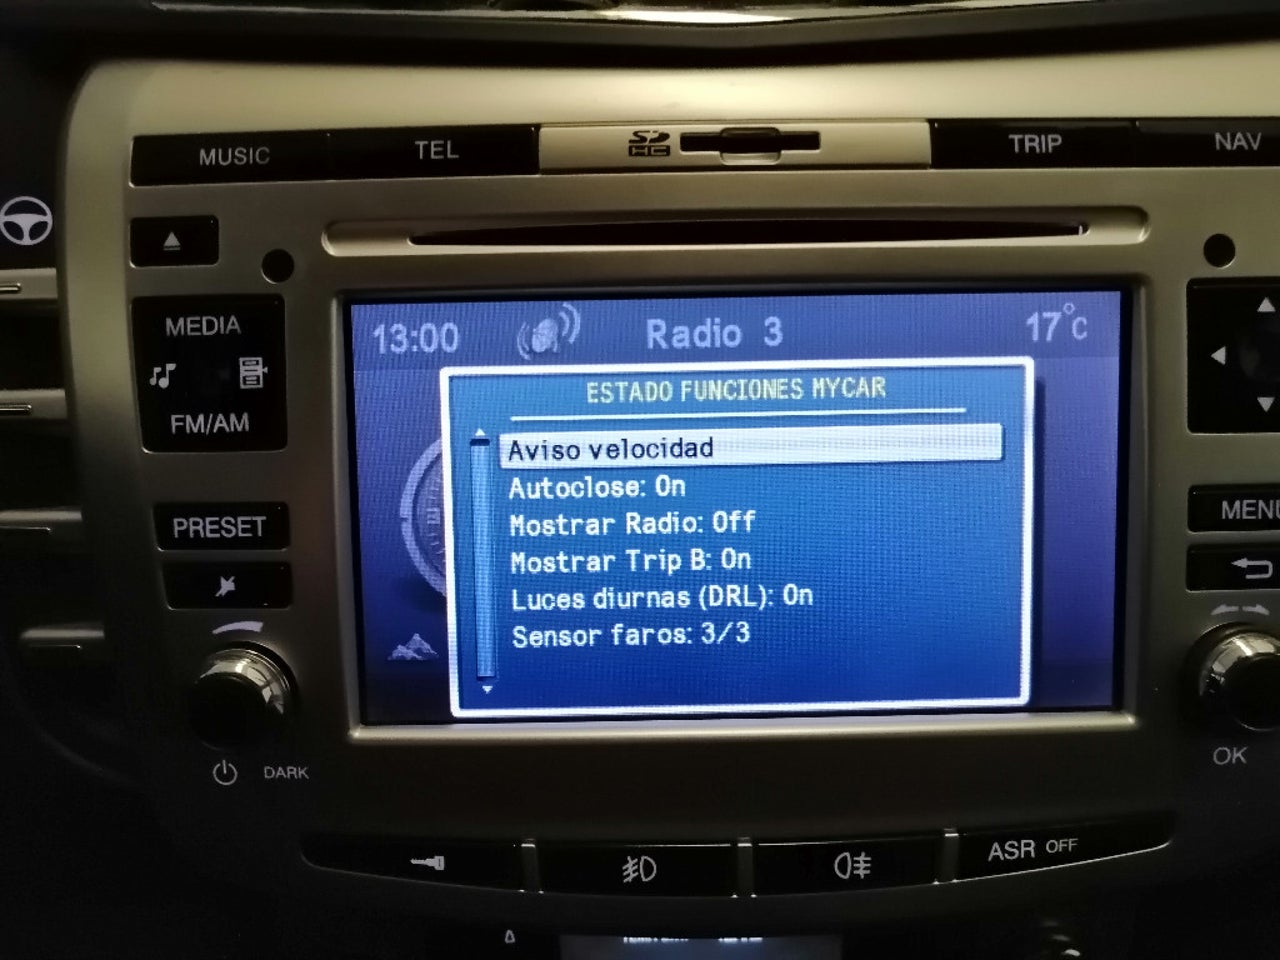 MUSIC
TEL
SD HC
TRIP
NAV
MEDIA
FM/AM
PRESET
DARK
13:00
Radio 3
17°C
ESTADO FUNCIONES MYCAR
Aviso velocidad
Autoclose: On
Mostrar Radio: Off
Mostrar Trip B: On
Luces diurnas (DRL): On
Sensor faros: 3/3
MENU
OK
ASR OFF